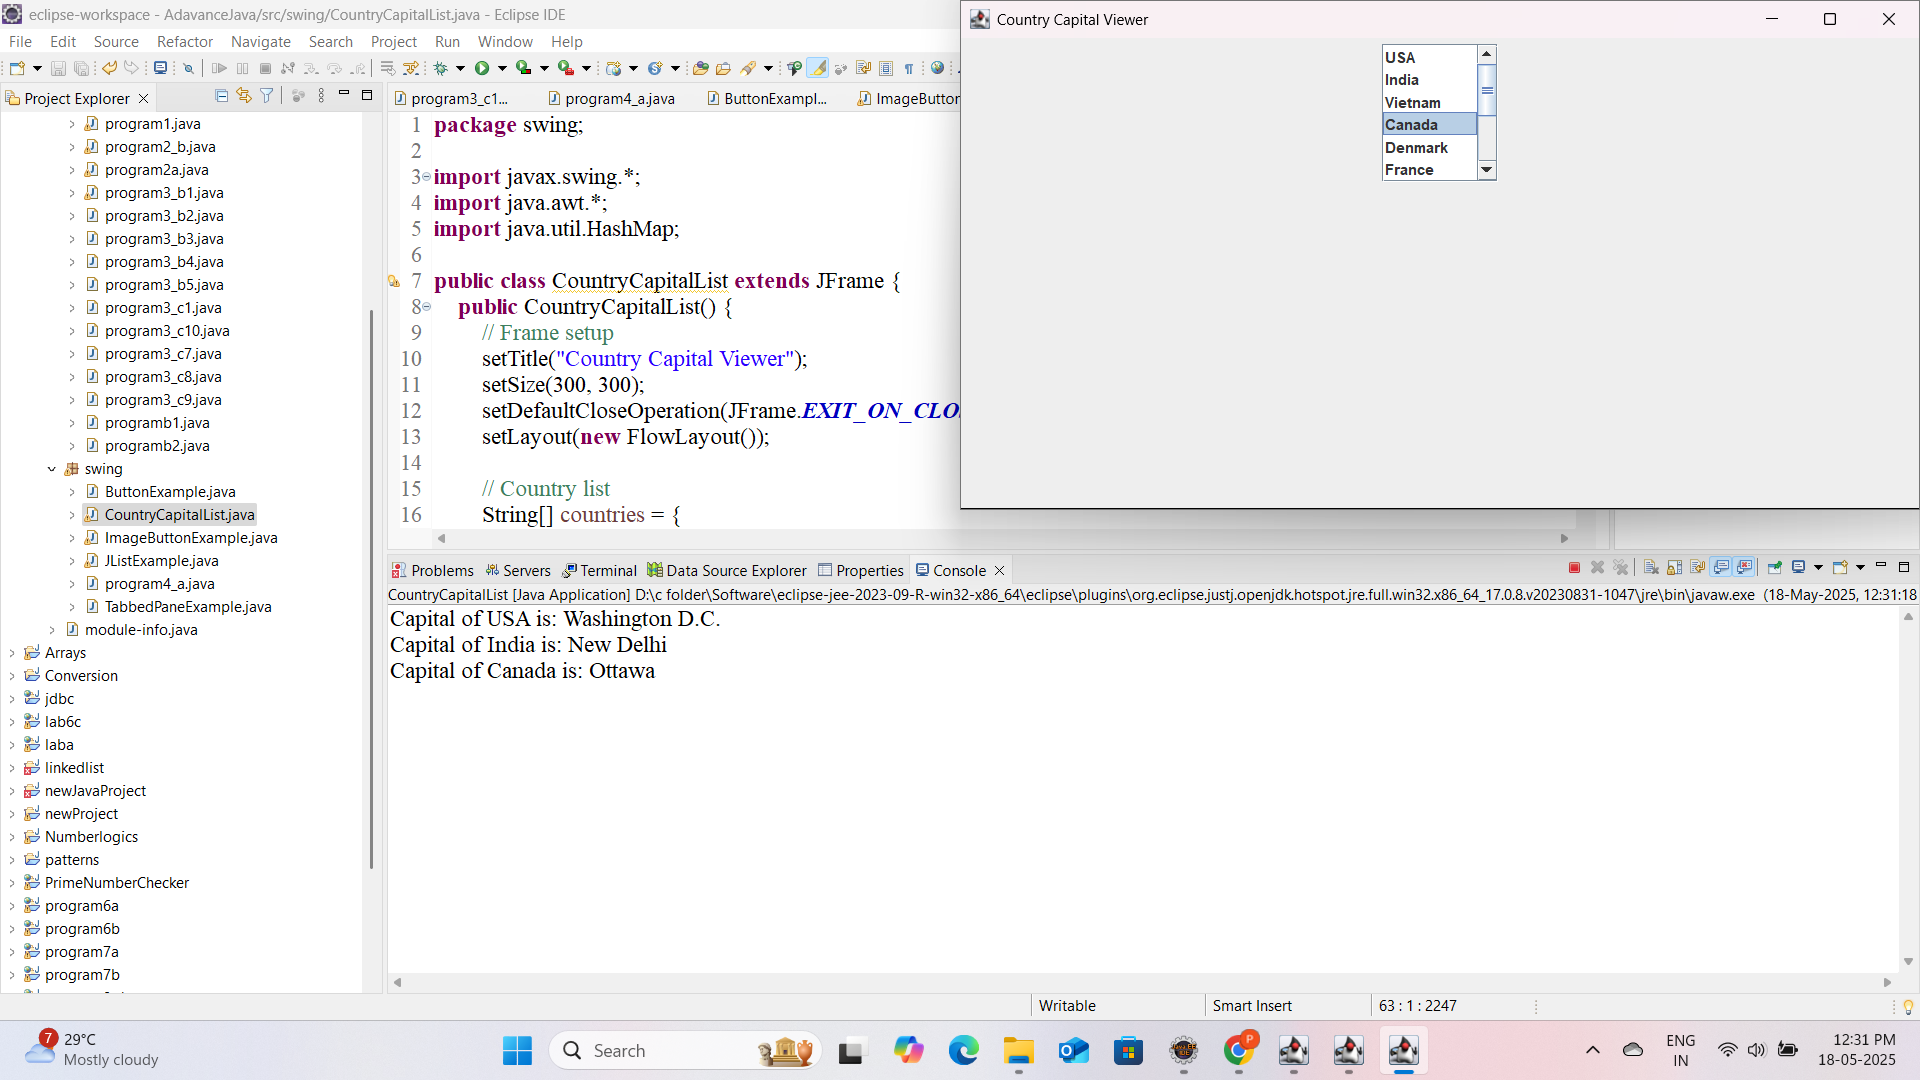 eclipse-workspace - AdavanceJava/src/swing/CountryCapitalList.java - Eclipse IDE
File Edit Source Refactor Navigate Search Project Run Window Help
Project Explorer
program1.java
program2_b.java
program2a.java
program3_b1.java
program3_b2.java
program3_b3.java
program3_b4.java
program3_b5.java
program3_c1.java
program3_c10.java
program3_c7.java
program3_c8.java
program3_c9.java
programb1.java
programb2.java
swing
ButtonExample.java
CountryCapitalList.java
ImageButtonExample.java
JListExample.java
program4_a.java
TabbedPaneExample.java
module-info.java
Arrays
Conversion
jdbc
lab6c
laba
linkedlist
newJavaProject
newProject
Numberlogics
patterns
PrimeNumberChecker
program6a
program6b
program7a
program7b
program3_c1... program4_a.java ButtonExampl... ImageButton
1 package swing;
2
3 import javax.swing.*;
4 import java.awt.*;
5 import java.util.HashMap;
6
7 public class CountryCapitalList extends JFrame {
8 public CountryCapitalList() {
9 // Frame setup
10 setTitle("Country Capital Viewer");
11 setSize(300, 300);
12 setDefaultCloseOperation(JFrame.EXIT_ON_CLO
13 setLayout(new FlowLayout());
14
15 // Country list
16 String[] countries = {
Country Capital Viewer
USA
India
Vietnam
Canada
Denmark
France
Problems Servers Terminal Data Source Explorer Properties Console
CountryCapitalList [Java Application] D:\c folder\Software\eclipse-jee-2023-09-R-win32-x86_64\eclipse\plugins\org.eclipse.justj.openjdk.hotspot.jre.full.win32.x86_64_17.0.8.v20230831-1047\jre\bin\javaw.exe (18-May-2025, 12:31:18
Capital of USA is: Washington D.C.
Capital of India is: New Delhi
Capital of Canada is: Ottawa
Writable Smart Insert 63 : 1 : 2247
7
29°C
Mostly cloudy
Search
P
ENG
IN
12:31 PM
18-05-2025